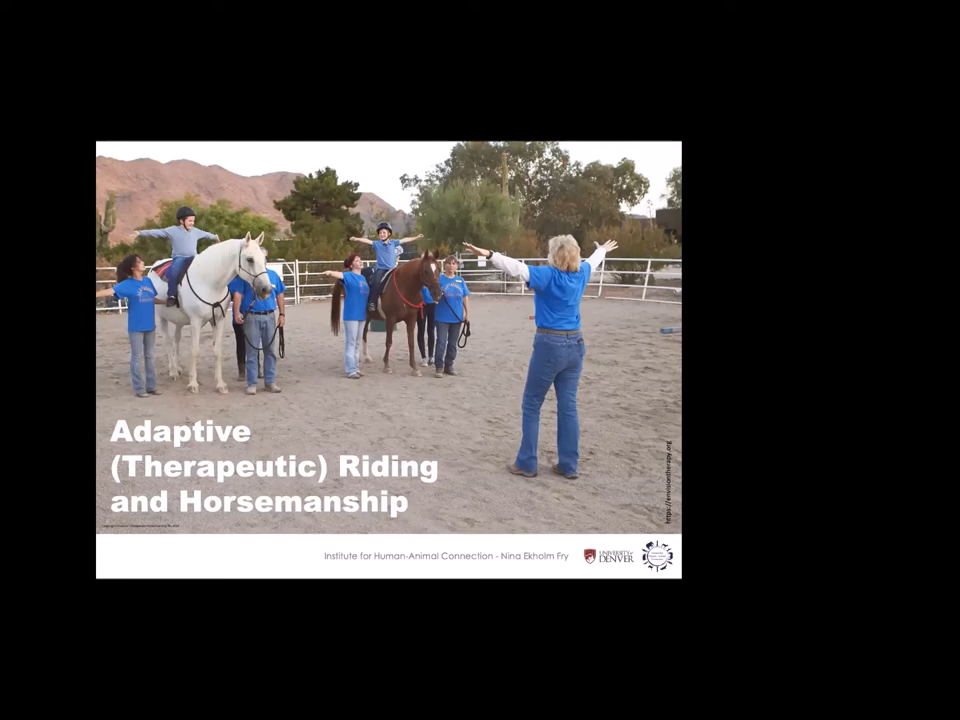 Adaptive
(Therapeutic) Riding
and Horsemanship
https://envisiontherapy.org
Institute for Human-Animal Connection - Nina Ekholm Fry
UNIVERSITY of
DENVER